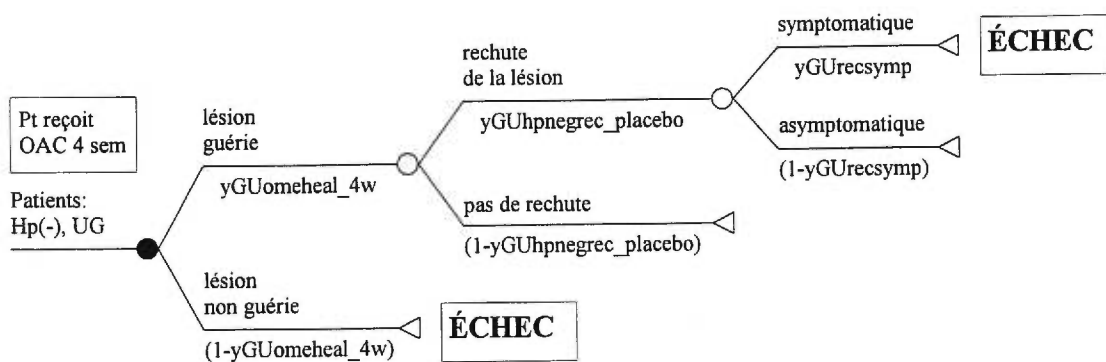 symptomatique
ÉCHEC
yGUrecsymp
rechute
de la lésion
yGUhpnegrec_placebo
asymptomatique
(1-yGUrecsymp)
Pt reçoit
OAC 4 sem
lésion
guérie
yGUomeheal_4w
Patients:
Hp(-), UG
pas de rechute
(1-yGUhpnegrec_placebo)
lésion
non guérie
(1-yGUomeheal_4w)
ÉCHEC